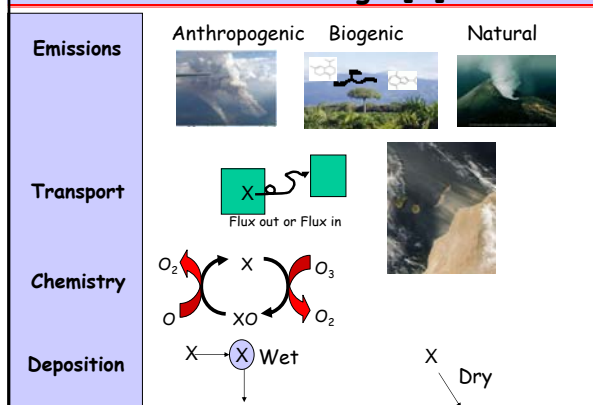 Emissions
Anthropogenic Biogenic Natural
Transport
X
Flux out or Flux in
Chemistry
O₂ X O₃
O XO O₂
Deposition
X X Wet X
Dry